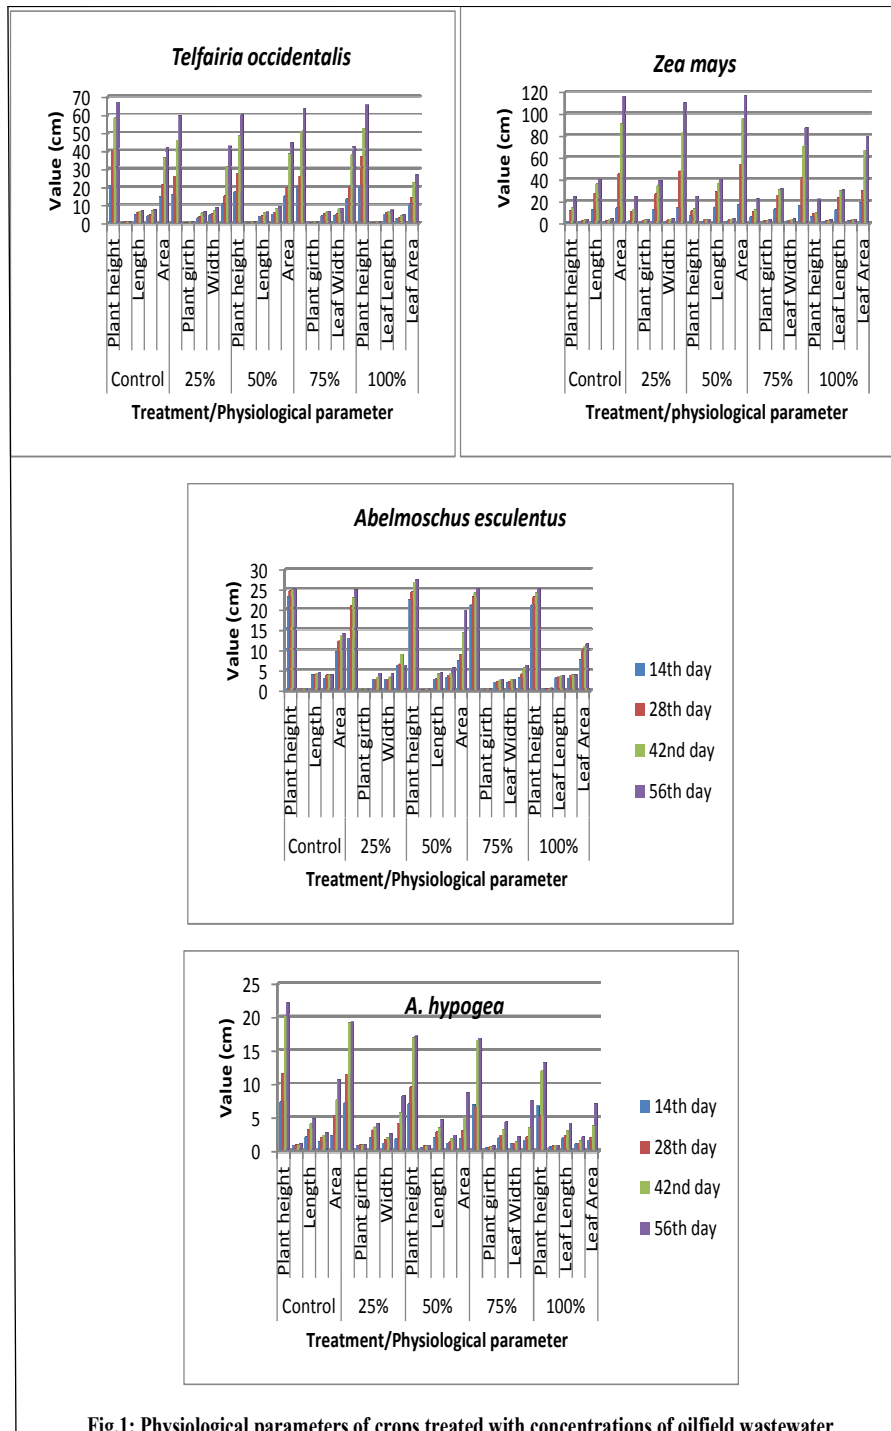 Telfairia occidentalis
Value (cm)
70
60
50
40
30
20
10
0
Plant height
Length
Area
Plant girth
Width
Plant height
Length
Area
Plant girth
Leaf Width
Plant height
Leaf Length
Leaf Area
Control 25% 50% 75% 100%
Treatment/Physiological parameter
Zea mays
Value (cm)
120
100
80
60
40
20
0
Plant height
Length
Area
Plant girth
Width
Plant height
Length
Area
Plant girth
Leaf Width
Plant height
Leaf Length
Leaf Area
Control 25% 50% 75% 100%
Treatment/physiological parameter
Abelmoschus esculentus
Value (cm)
30
25
20
15
10
5
0
Plant height
Length
Area
Plant girth
Width
Plant height
Length
Area
Plant girth
Leaf Width
Plant height
Leaf Length
Leaf Area
Control 25% 50% 75% 100%
Treatment/Physiological parameter
14th day
28th day
42nd day
56th day
A. hypogea
Value (cm)
25
20
15
10
5
0
Plant height
Length
Area
Plant girth
Width
Plant height
Length
Area
Plant girth
Leaf Width
Plant height
Leaf Length
Leaf Area
Control 25% 50% 75% 100%
Treatment/Physiological parameter
14th day
28th day
42nd day
56th day
Fig.1: Physiological parameters of crops treated with concentrations of oilfield wastewater